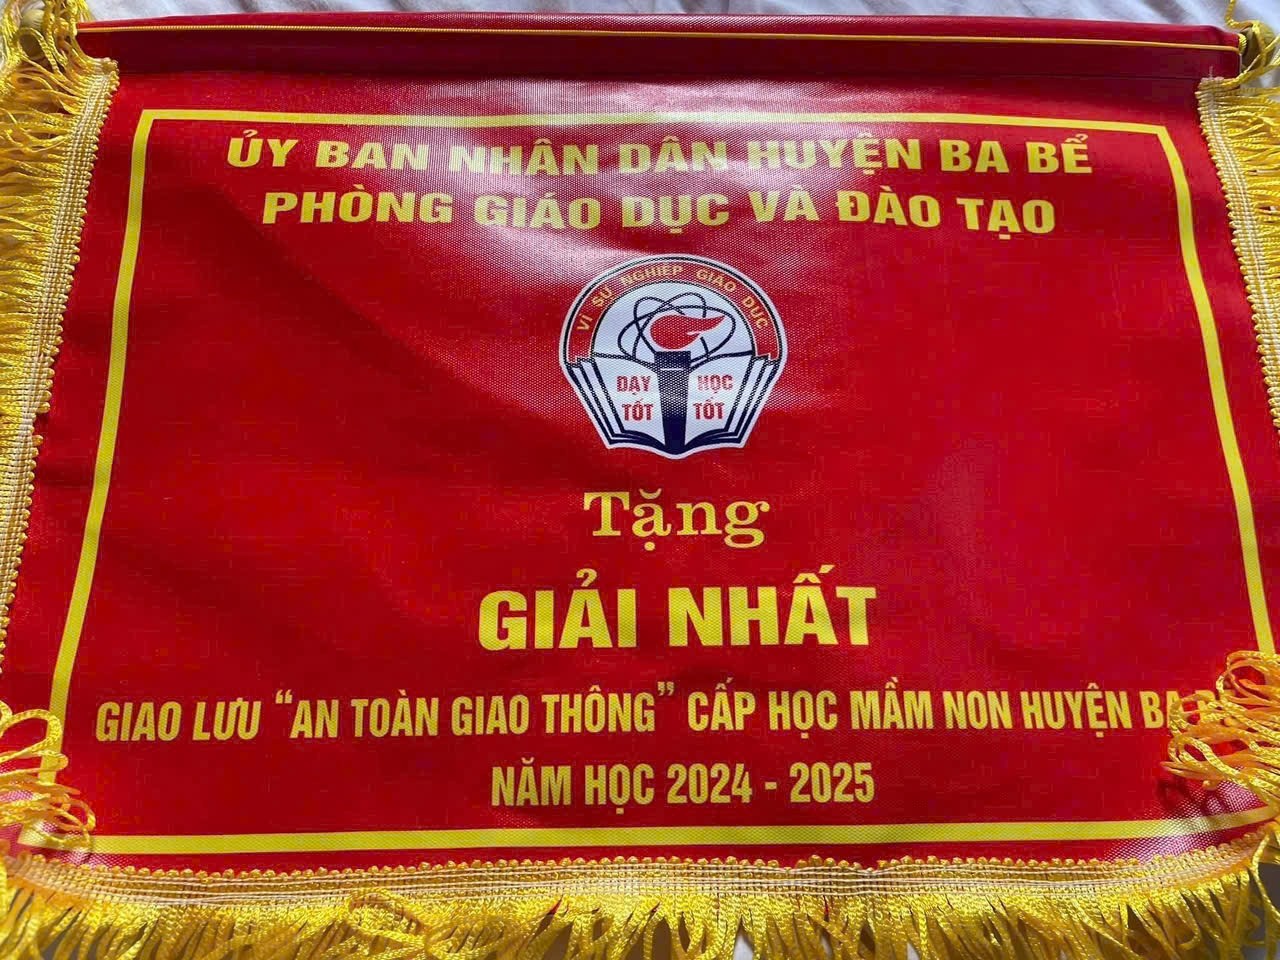 ỦY BAN NHÂN DÂN HUYỆN BA BỂ
PHÒNG GIÁO DỤC VÀ ĐÀO TẠO
VÌ SỰ NGHIỆP GIÁO DỤC
DẠY HỌC
TỐT TỐT
Tặng
GIẢI NHẤT
GIAO LƯU “AN TOÀN GIAO THÔNG” CẤP HỌC MẦM NON HUYỆN BA
NĂM HỌC 2024 - 2025